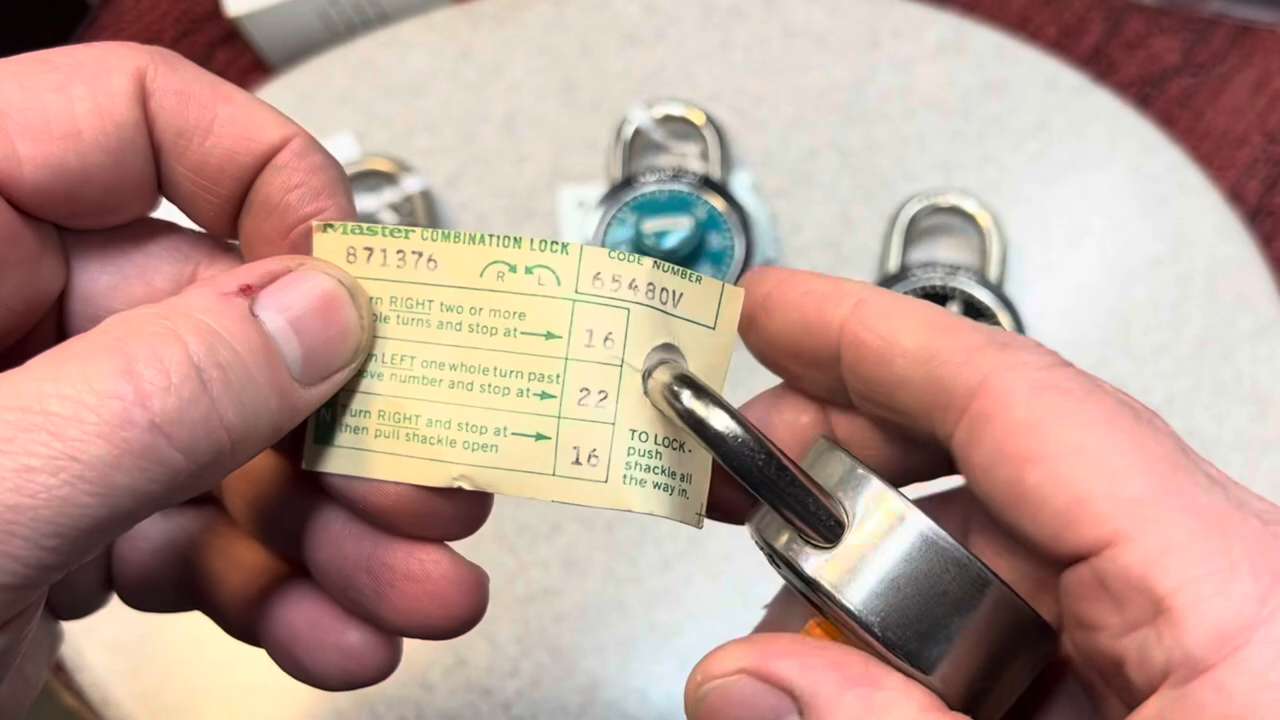 Master COMBINATION LOCK
871376
R L
CODE NUMBER
65480V
rn RIGHT two or more
ole turns and stop at
16
n LEFT one whole turn past
ove number and stop at
22
N
Turn RIGHT and stop at
then pull shackle open
16
TO LOCK-
push
shackle all
the way in.